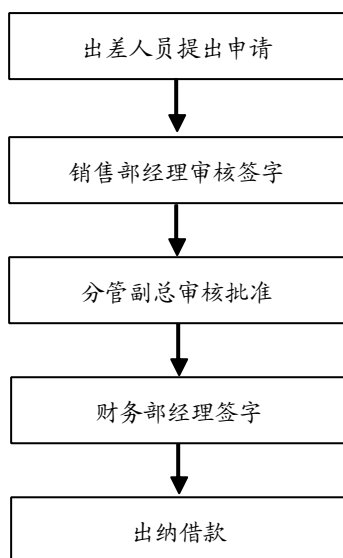 出差人员提出申请
销售部经理审核签字
分管副总审核批准
财务部经理签字
出纳借款